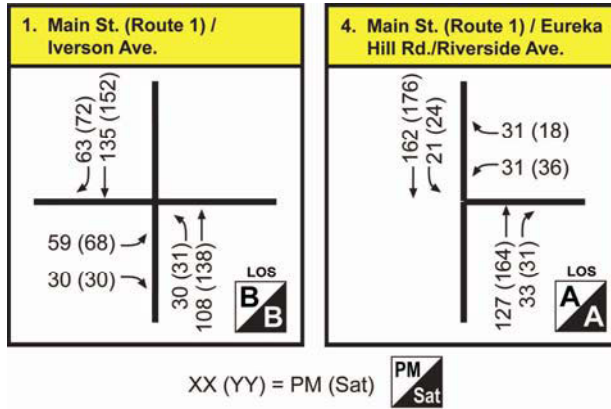 1. Main St. (Route 1) /
Iverson Ave.
63 (72)
135 (152)
59 (68)
30 (30)
30 (31)
108 (138)
LOS
B
B
4. Main St. (Route 1) / Eureka
Hill Rd./Riverside Ave.
162 (176)
21 (24)
31 (18)
31 (36)
127 (164)
33 (31)
LOS
A
A
XX (YY) = PM (Sat)
PM
Sat